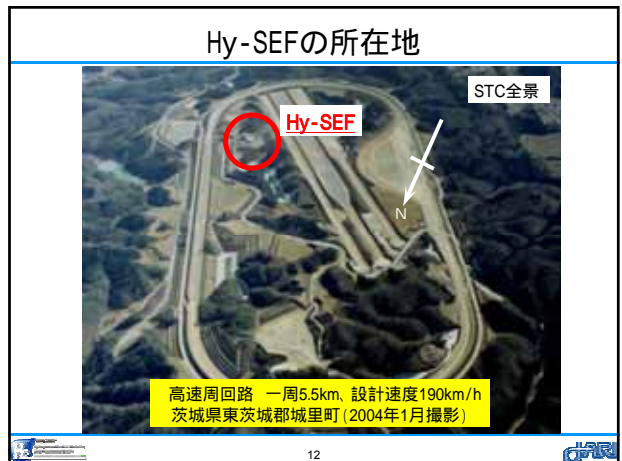 Hy-SEFの所在地
STC全景
Hy-SEF
N
高速周回路 一周5.5km、設計速度190km/h
茨城県東茨城郡城里町(2004年1月撮影)
12
JARI